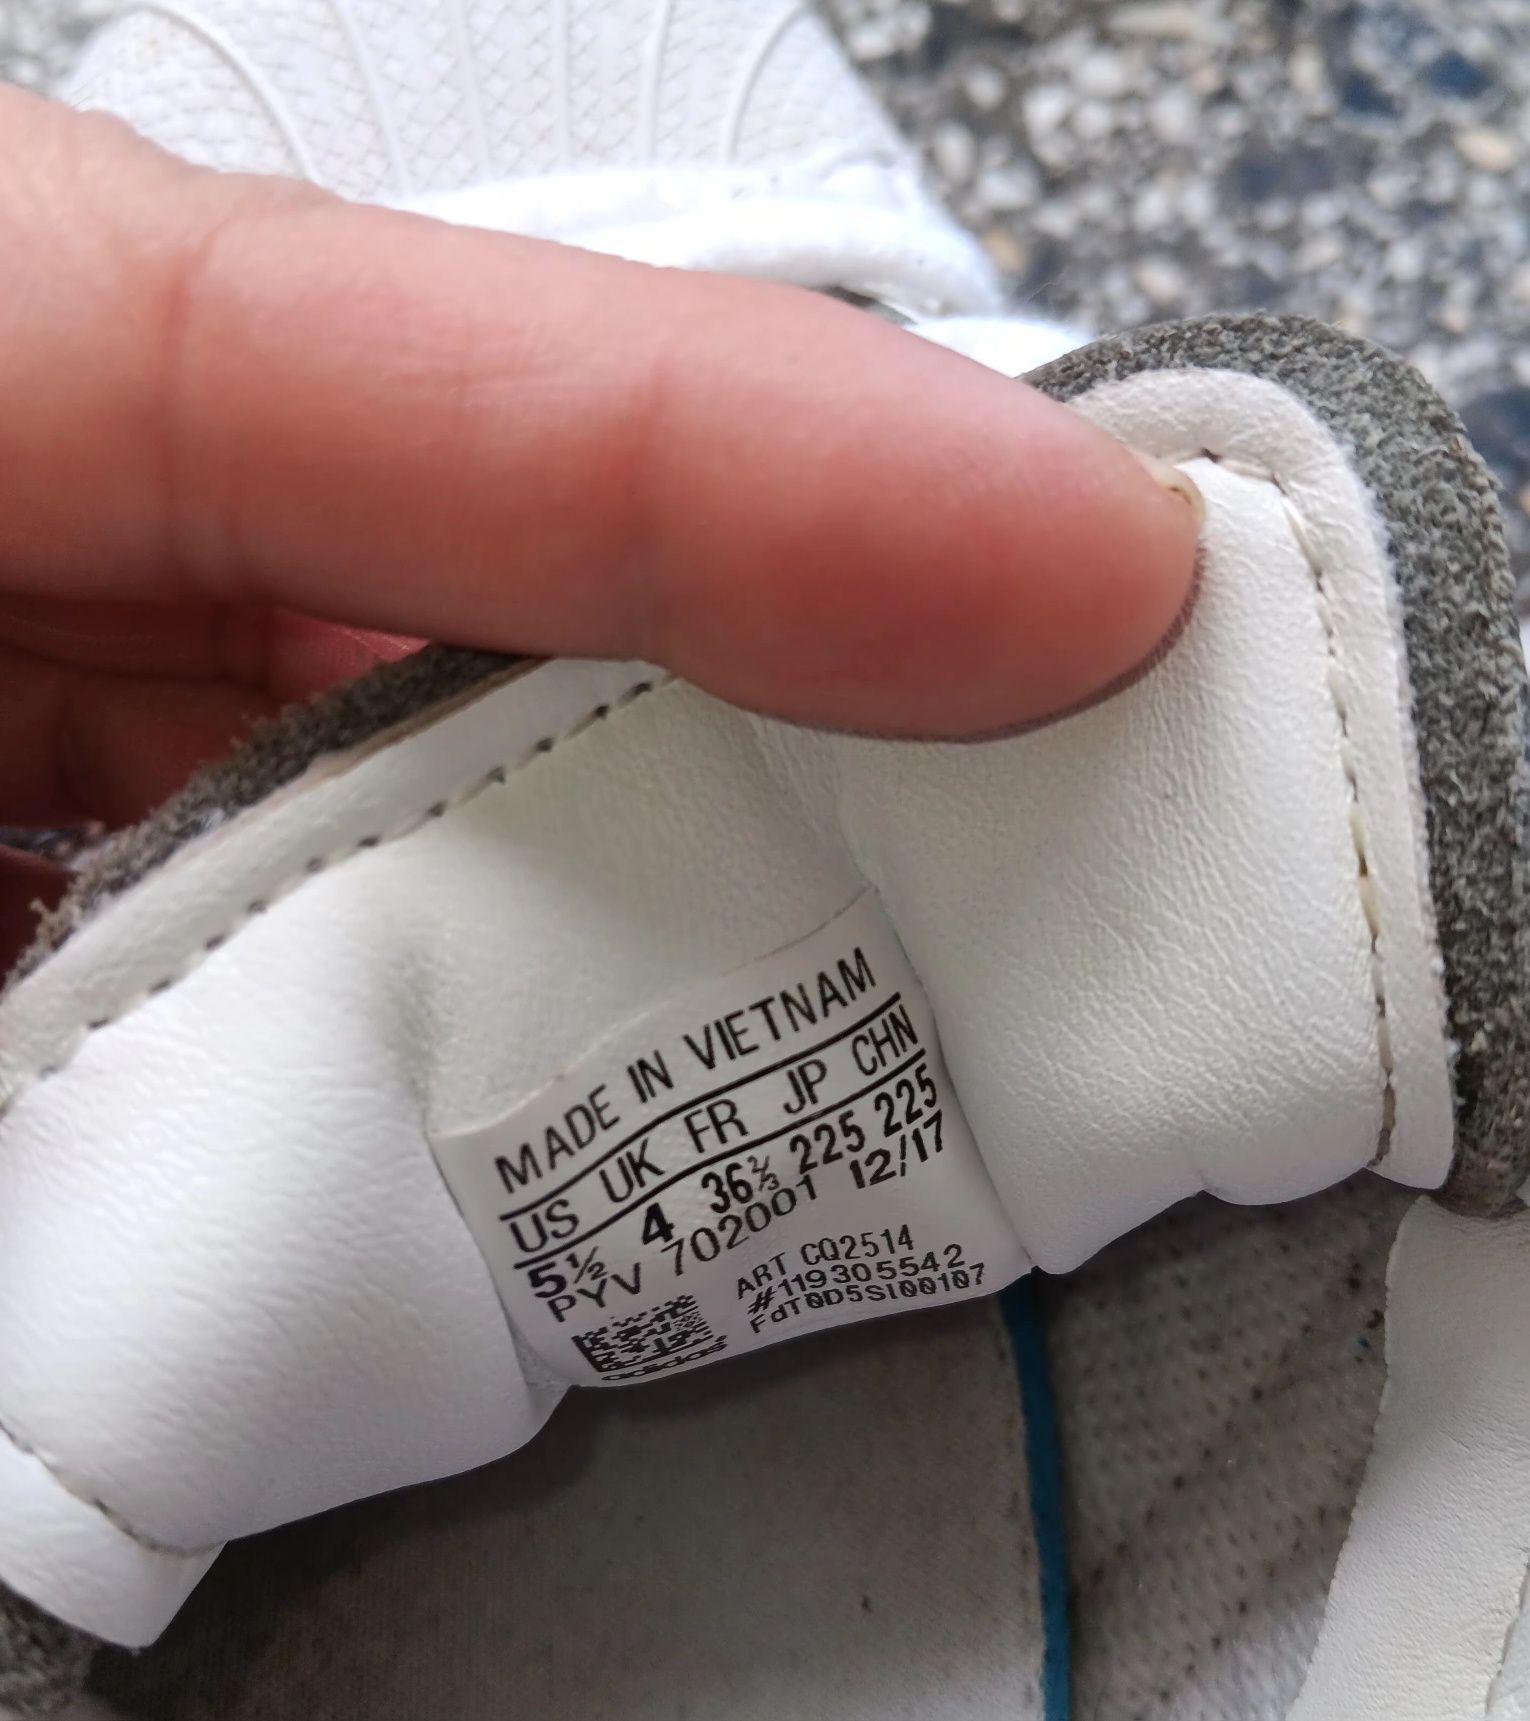 MADE IN VIETNAM
US UK FR JP CHN
5½ 4 36⅔ 225 225
PYV 702001 12/17
ART CQ2514
#119305542
FdT0D5SI00107
adidas